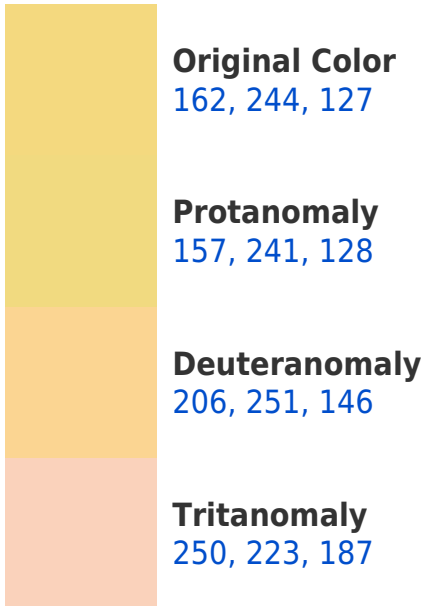 Original Color
162, 244, 127
Protanomaly
157, 241, 128
Deuteranomaly
206, 251, 146
Tritanomaly
250, 223, 187